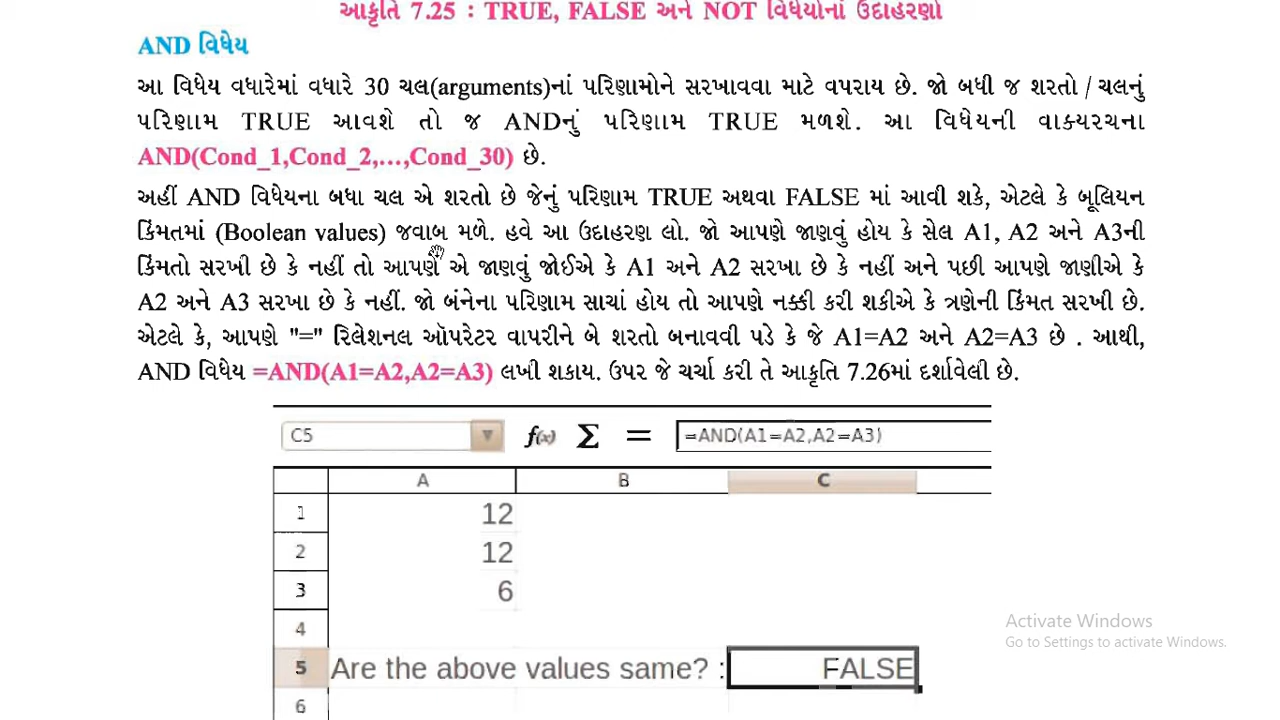 આકૃતિ 7.25 : TRUE, FALSE અને NOT વિધેયોનાં ઉદાહરણો
AND વિધેય
આ વિધેય વધારેમાં વધારે 30 ચલ(arguments)નાં પરિણામોને સરખાવવા માટે વપરાય છે. જો બધી જ શરતો / ચલનું
પરિણામ TRUE આવશે તો જ ANDનું પરિણામ TRUE મળશે. આ વિધેયની વાક્યરચના
AND(Cond_1,Cond_2,...,Cond_30) છે.
અહીં AND વિધેયના બધા ચલ એ શરતો છે જેનું પરિણામ TRUE અથવા FALSE માં આવી શકે, એટલે કે બૂલિયન
કિંમતમાં (Boolean values) જવાબ મળે. હવે આ ઉદાહરણ લો. જો આપણે જાણવું હોય કે સેલ A1, A2 અને A3ની
કિંમતો સરખી છે કે નહીં તો આપણે એ જાણવું જોઈએ કે A1 અને A2 સરખા છે કે નહીં અને પછી આપણે જાણીએ કે
A2 અને A3 સરખા છે કે નહીં. જો બંનેના પરિણામ સાચાં હોય તો આપણે નક્કી કરી શકીએ કે ત્રણેની કિંમત સરખી છે.
એટલે કે, આપણે "=" રિલેશનલ ઑપરેટર વાપરીને બે શરતો બનાવવી પડે કે જે A1=A2 અને A2=A3 છે . આથી,
AND વિધેય =AND(A1=A2,A2=A3) લખી શકાય. ઉપર જે ચર્ચા કરી તે આકૃતિ 7.26માં દર્શાવેલી છે.
C5 f(x) Σ = =AND(A1=A2,A2=A3)
A B C
1 12
2 12
3 6
4
5 Are the above values same? : FALSE
6
Activate Windows
Go to Settings to activate Windows.